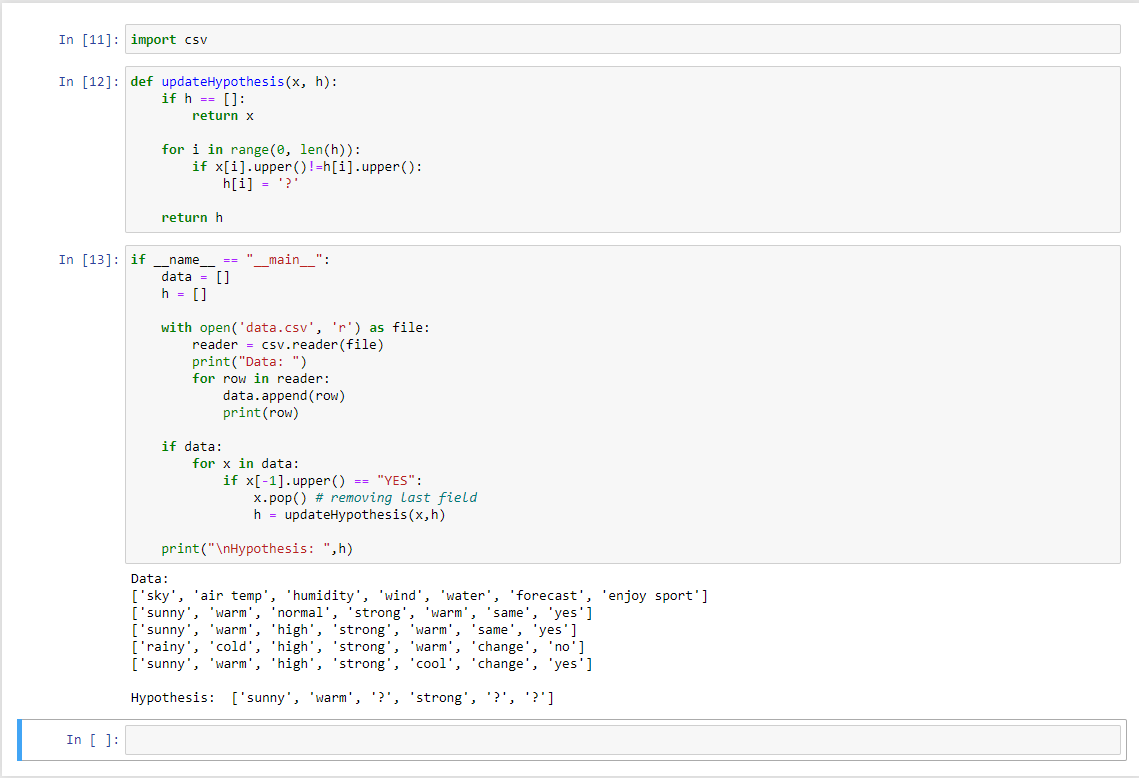 In [11]: import csv
In [12]: def updateHypothesis(x, h):
    if h == []:
        return x
    for i in range(0, len(h)):
        if x[i].upper()!=h[i].upper():
            h[i] = '?'
    return h
In [13]: if __name__ == "__main__":
    data = []
    h = []
    with open('data.csv', 'r') as file:
        reader = csv.reader(file)
        print("Data: ")
        for row in reader:
            data.append(row)
            print(row)
    if data:
        for x in data:
            if x[-1].upper() == "YES":
                x.pop() # removing last field
                h = updateHypothesis(x,h)
    print("\nHypothesis: ",h)
Data:
['sky', 'air temp', 'humidity', 'wind', 'water', 'forecast', 'enjoy sport']
['sunny', 'warm', 'normal', 'strong', 'warm', 'same', 'yes']
['sunny', 'warm', 'high', 'strong', 'warm', 'same', 'yes']
['rainy', 'cold', 'high', 'strong', 'warm', 'change', 'no']
['sunny', 'warm', 'high', 'strong', 'cool', 'change', 'yes']
Hypothesis:  ['sunny', 'warm', '?', 'strong', '?', '?']
In [ ]: